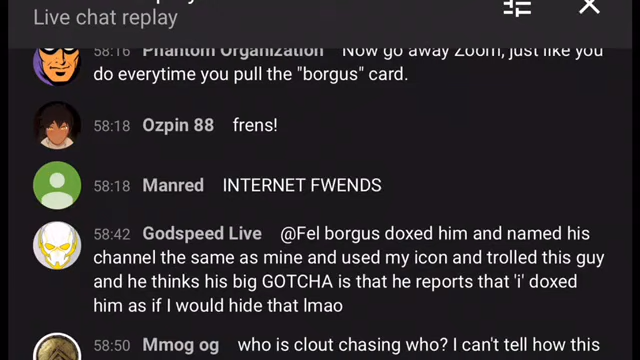 Live chat replay
58:16 Phantom Organization Now go away Zoom, just like you
do everytime you pull the "borgus" card.
58:18 Ozpin 88 frens!
58:18 Manred INTERNET FWENDS
58:42 Godspeed Live @Fel borgus doxed him and named his
channel the same as mine and used my icon and trolled this guy
and he thinks his big GOTCHA is that he reports that 'i' doxed
him as if I would hide that lmao
58:50 Mmog og who is clout chasing who? I can't tell how this